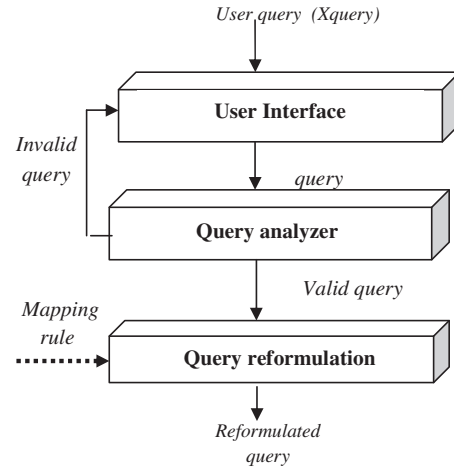 User query (Xquery)
User Interface
Invalid
query
query
Query analyzer
Valid query
Mapping
rule
Query reformulation
Reformulated
query